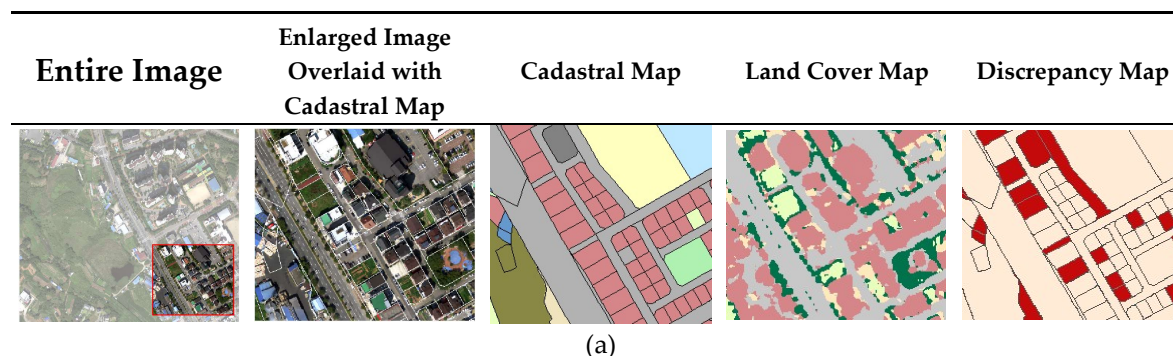 Entire Image
Enlarged Image
Overlaid with
Cadastral Map
Cadastral Map
Land Cover Map
Discrepancy Map
(a)